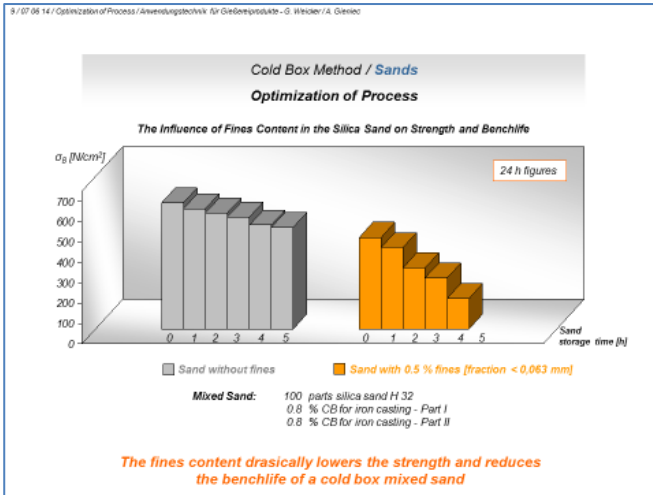 9 / 07 06 14 / Optimization of Process / Anwendungstechnik für Gießereiprodukte - G. Weicker / A. Gieniec
Cold Box Method / Sands
Optimization of Process
The Influence of Fines Content in the Silica Sand on Strength and Benchlife
σB [N/cm²]
24 h figures
700
600
500
400
300
200
100
0
0 1 2 3 4 5
0 1 2 3 4 5
Sand
storage time [h]
Sand without fines
Sand with 0.5 % fines [fraction < 0,063 mm]
Mixed Sand: 100 parts silica sand H 32
0.8 % CB for iron casting - Part I
0.8 % CB for iron casting - Part II
The fines content drasically lowers the strength and reduces
the benchlife of a cold box mixed sand